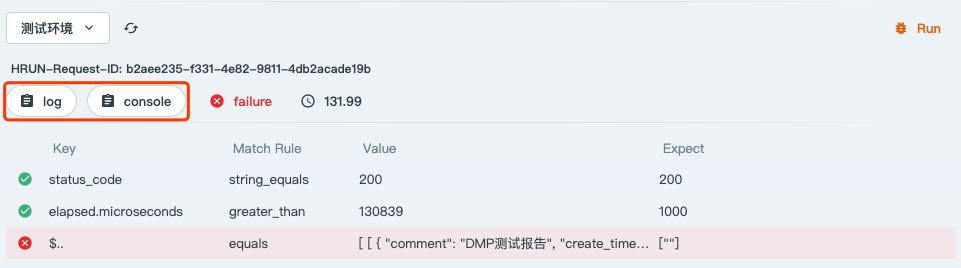 测试环境 Run
HRUN-Request-ID: b2aee235-f331-4e82-9811-4db2acade19b
log console failure 131.99
Key Match Rule Value Expect
status_code string_equals 200 200
elapsed.microseconds greater_than 130839 1000
$.. equals [ [ { "comment": "DMP测试报告", "create_time... [""]